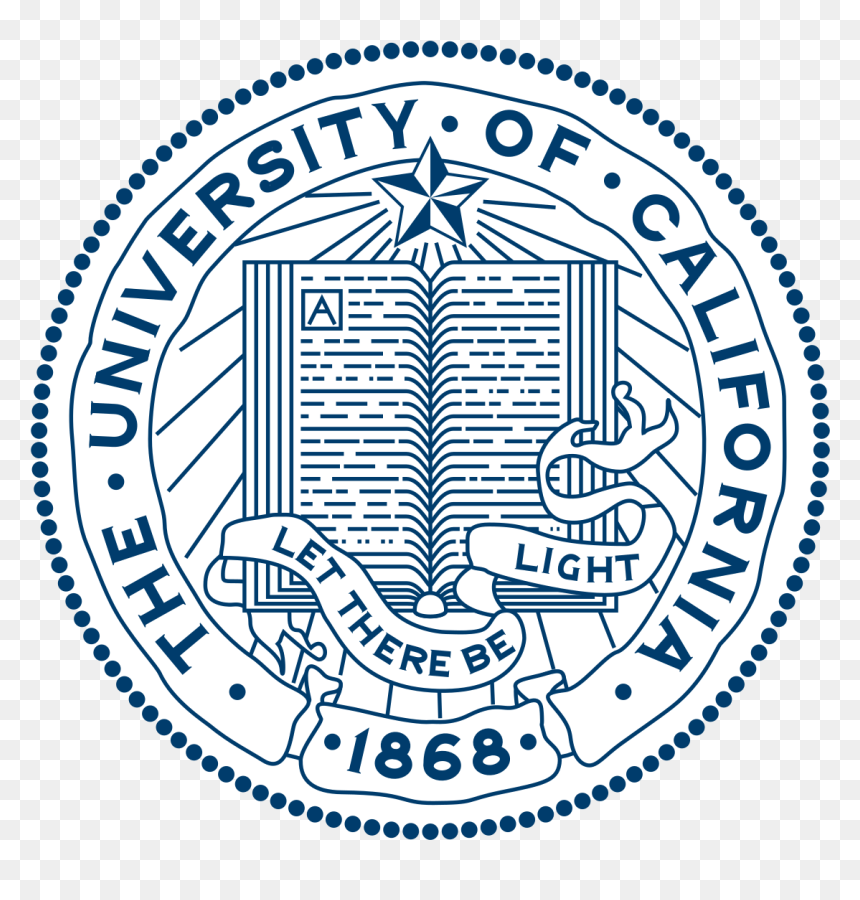 THE · UNIVERSITY · OF · CALIFORNIA
A
LET THERE BE
LIGHT
·1868·